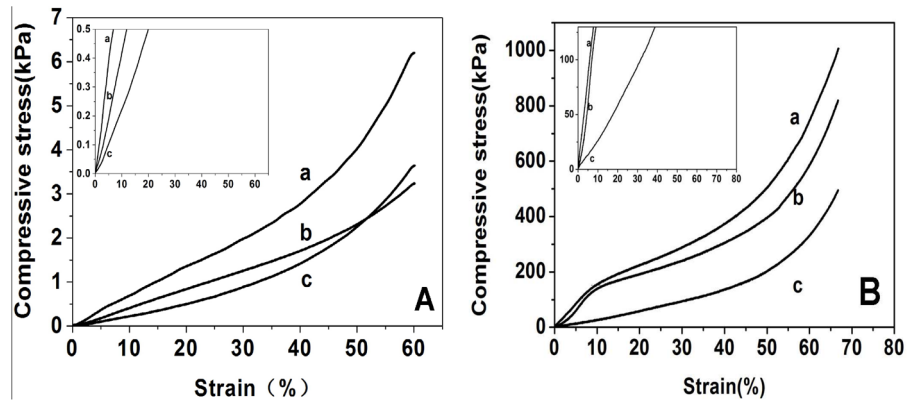 Compressive stress(kPa)
7
6
5
4
3
2
1
0
0.5
0.4
0.3
0.2
0.1
0.0
0 20 40 60
a
b
c
a
b
c
A
0 10 20 30 40 50 60
Strain（%）
Compressive stress(kPa)
1000
800
600
400
200
0
100
50
0
0 10 20 30 40 50 60 70 80
a
b
c
a
b
c
B
0 10 20 30 40 50 60 70 80
Strain(%)